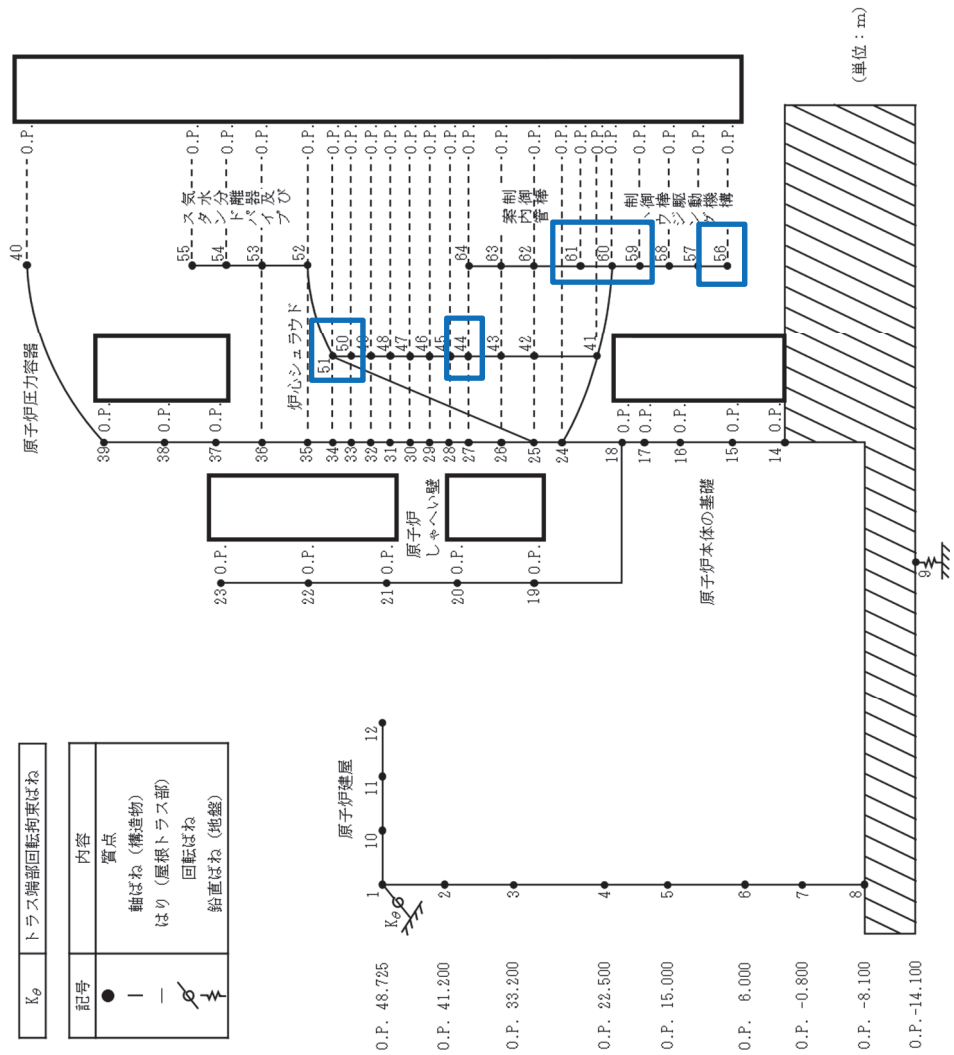 K_θ トラス端部回転拘束ばね
記号 内容
質点
軸ばね (構造物)
はり (屋根トラス部)
回転ばね
鉛直ばね (地盤)
原子炉建屋
1
10
11
12
K_θ
2
3
4
5
6
7
8
9
O.P. 48.725
O.P. 41.200
O.P. 33.200
O.P. 22.500
O.P. 15.000
O.P. 6.000
O.P. -0.800
O.P. -8.100
O.P. -14.100
原子炉しゃへい壁
23 O.P.
22 O.P.
21 O.P.
20 O.P.
19 O.P.
原子炉本体の基礎
18 O.P.
17 O.P.
16 O.P.
15 O.P.
14 O.P.
原子炉圧力容器
40 O.P.
39 O.P.
38 O.P.
37 O.P.
36
35
34
33
32
31
30
29
28
27
26
25
24
炉心シュラウド
51
50
49
48
47
46
45
44
43
42
41
気水分離器及び
スタンドパイプ
55 O.P.
54 O.P.
53 O.P.
52 O.P.
O.P.
O.P.
O.P.
O.P.
O.P.
O.P.
O.P.
制御棒
案内管
64 O.P.
63 O.P.
62 O.P.
O.P.
61 O.P.
O.P.
60 O.P.
制御棒駆動機構
ハウジング
59 O.P.
58 O.P.
57 O.P.
56 O.P.
(単位：m)